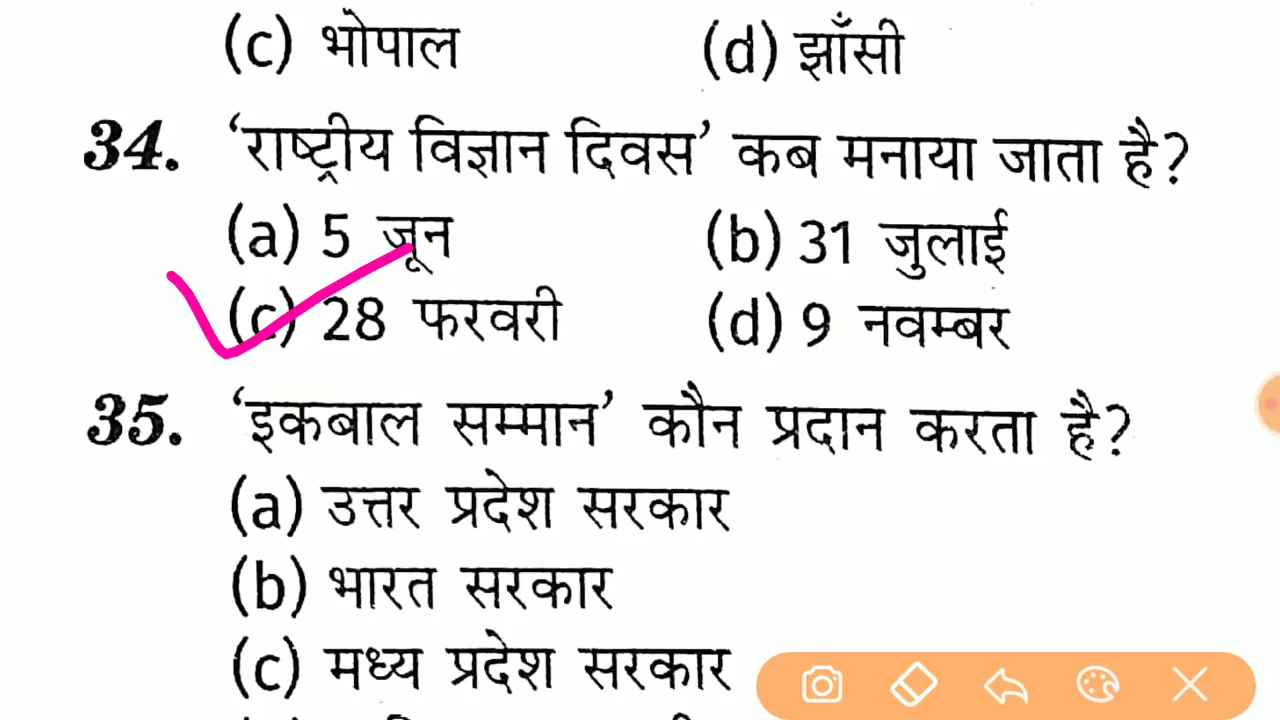 (c) भोपाल (d) झाँसी
34. ‘राष्ट्रीय विज्ञान दिवस’ कब मनाया जाता है?
(a) 5 जून (b) 31 जुलाई
(c) 28 फरवरी (d) 9 नवम्बर
35. ‘इकबाल सम्मान’ कौन प्रदान करता है?
(a) उत्तर प्रदेश सरकार
(b) भारत सरकार
(c) मध्य प्रदेश सरकार